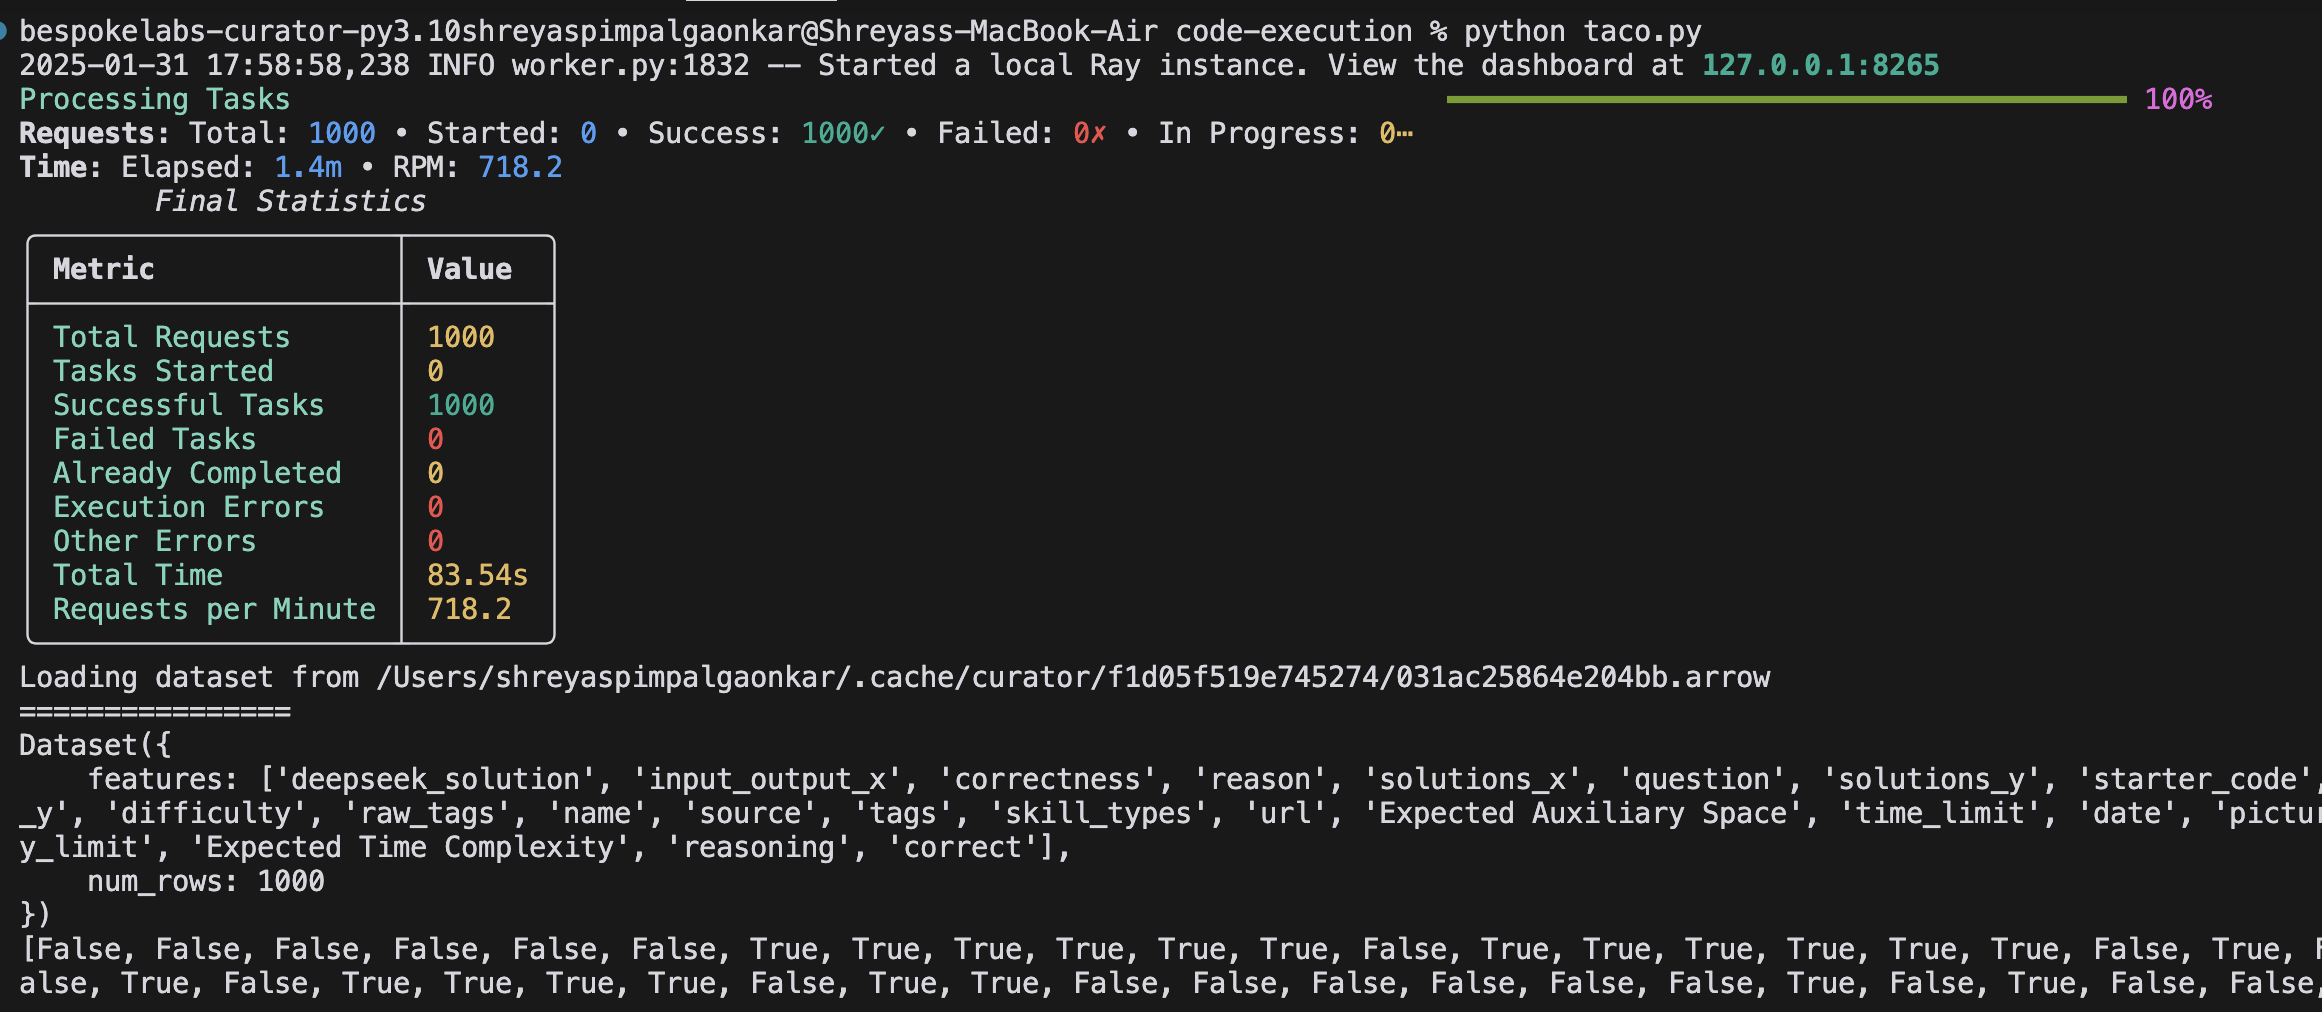 bespokelabs-curator-py3.10shreyaspimpalgaonkar@Shreyass-MacBook-Air code-execution % python taco.py
2025-01-31 17:58:58,238 INFO worker.py:1832 -- Started a local Ray instance. View the dashboard at 127.0.0.1:8265
Processing Tasks 100%
Requests: Total: 1000 • Started: 0 • Success: 1000✓ • Failed: 0✗ • In Progress: 0⋯
Time: Elapsed: 1.4m • RPM: 718.2
Final Statistics
Metric Value
Total Requests 1000
Tasks Started 0
Successful Tasks 1000
Failed Tasks 0
Already Completed 0
Execution Errors 0
Other Errors 0
Total Time 83.54s
Requests per Minute 718.2
Loading dataset from /Users/shreyaspimpalgaonkar/.cache/curator/f1d05f519e745274/031ac25864e204bb.arrow
================
Dataset({
    features: ['deepseek_solution', 'input_output_x', 'correctness', 'reason', 'solutions_x', 'question', 'solutions_y', 'starter_code',
_y', 'difficulty', 'raw_tags', 'name', 'source', 'tags', 'skill_types', 'url', 'Expected Auxiliary Space', 'time_limit', 'date', 'pictur
y_limit', 'Expected Time Complexity', 'reasoning', 'correct'],
    num_rows: 1000
})
[False, False, False, False, False, False, True, True, True, True, True, True, False, True, True, True, True, True, True, False, True, F
alse, True, False, True, True, True, True, False, True, True, False, False, False, False, False, False, True, False, True, False, False,